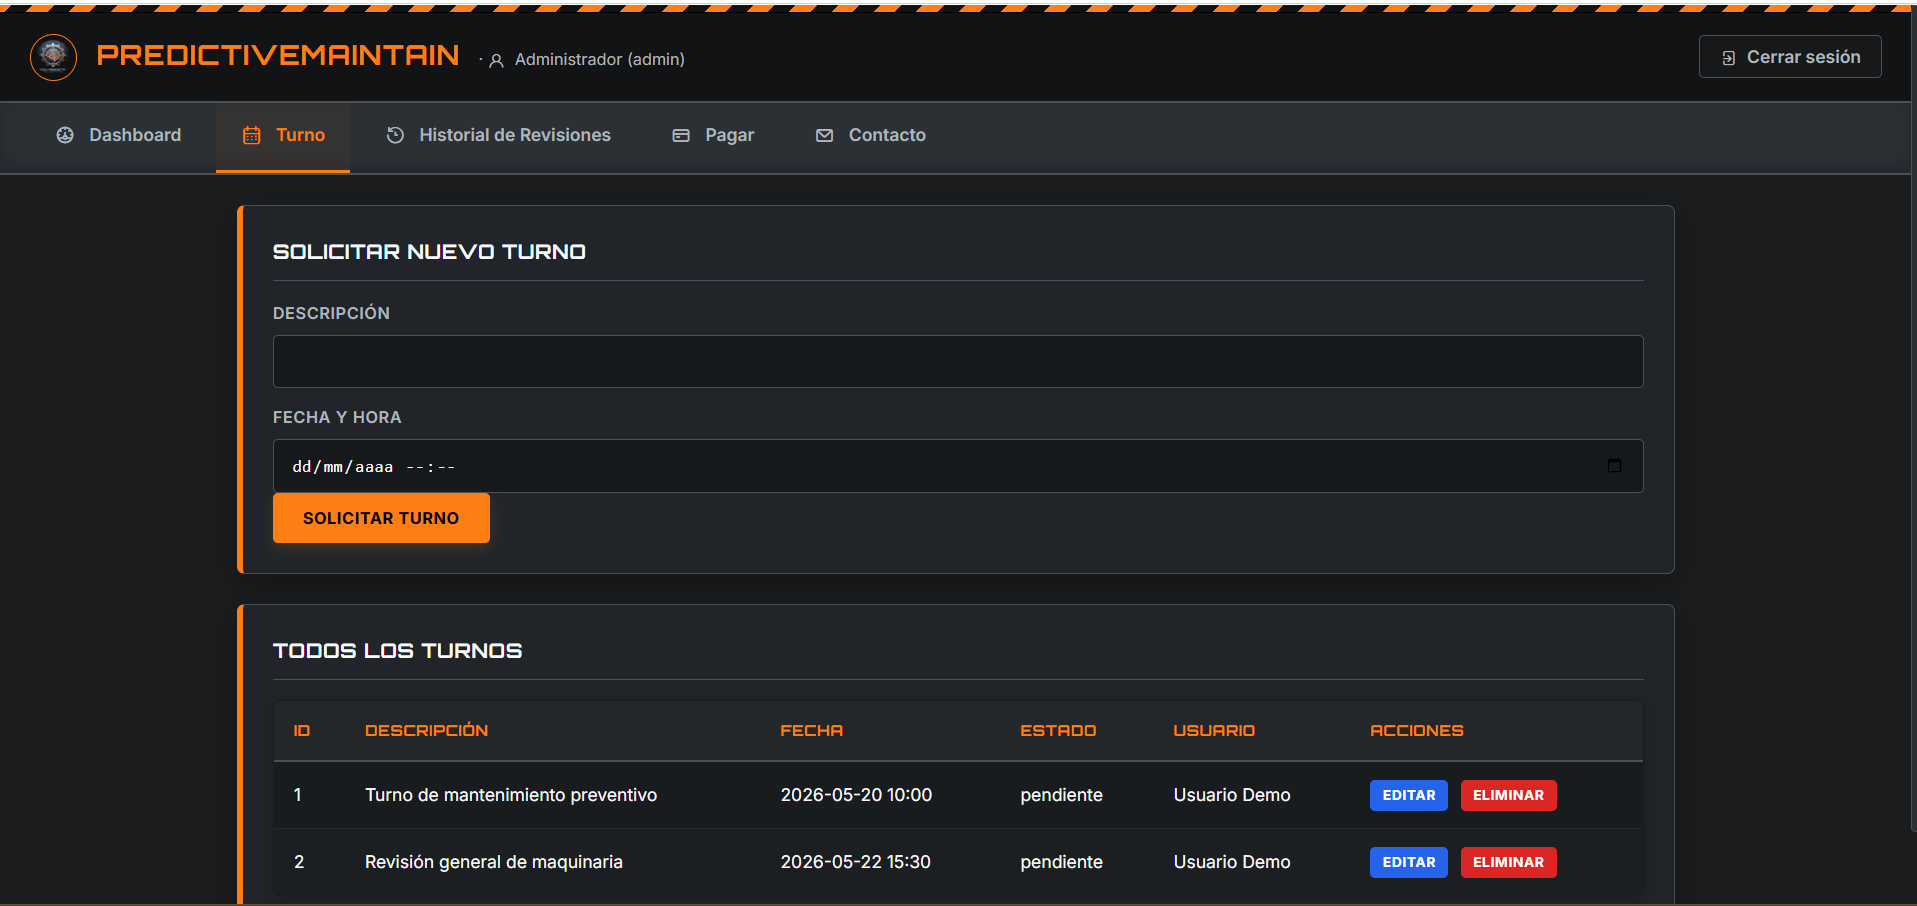 PREDICTIVEMAINTAIN · Administrador (admin) Cerrar sesión
Dashboard Turno Historial de Revisiones Pagar Contacto
SOLICITAR NUEVO TURNO
DESCRIPCIÓN
FECHA Y HORA
dd/mm/aaaa --:--
SOLICITAR TURNO
TODOS LOS TURNOS
ID DESCRIPCIÓN FECHA ESTADO USUARIO ACCIONES
1 Turno de mantenimiento preventivo 2026-05-20 10:00 pendiente Usuario Demo EDITAR ELIMINAR
2 Revisión general de maquinaria 2026-05-22 15:30 pendiente Usuario Demo EDITAR ELIMINAR